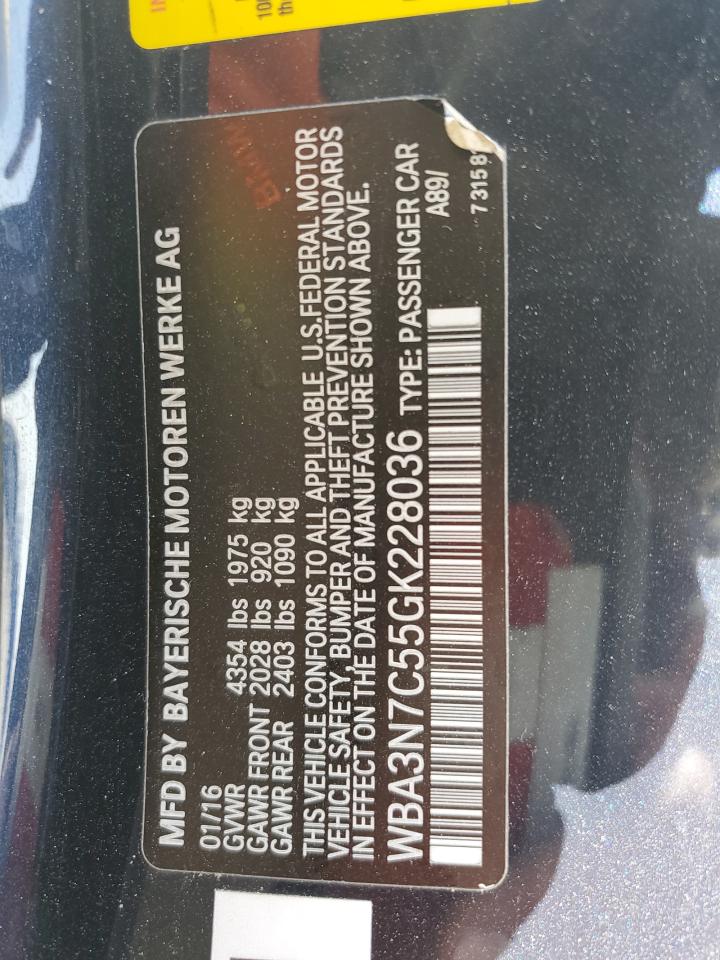 MFD BY BAYERISCHE MOTOREN WERKE AG
01/16
GVWR 4354 lbs 1975 kg
GAWR FRONT 2028 lbs 920 kg
GAWR REAR 2403 lbs 1090 kg
THIS VEHICLE CONFORMS TO ALL APPLICABLE U.S.FEDERAL MOTOR
VEHICLE SAFETY, BUMPER AND THEFT PREVENTION STANDARDS
IN EFFECT ON THE DATE OF MANUFACTURE SHOWN ABOVE.
WBA3N7C55GK228036 TYPE: PASSENGER CAR
A89/